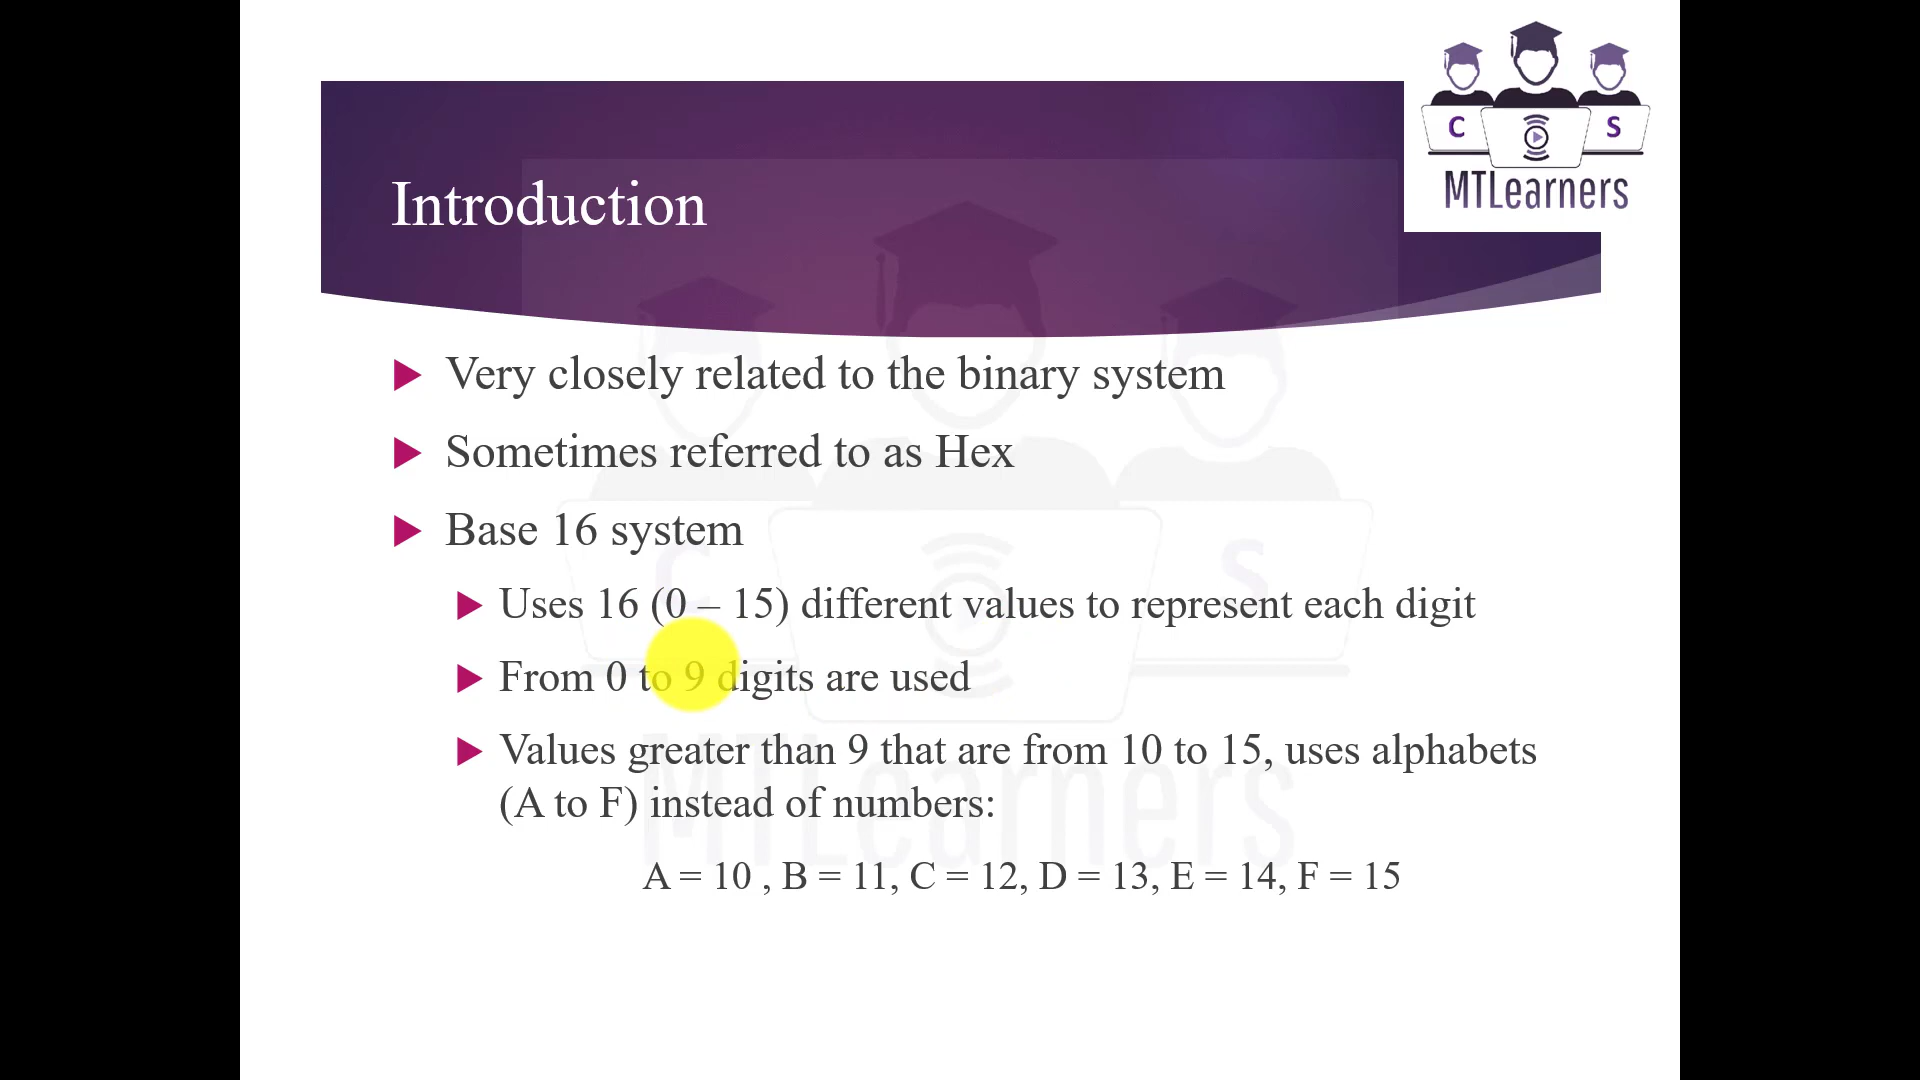 C S
MTLearners
Introduction
Very closely related to the binary system
Sometimes referred to as Hex
Base 16 system
Uses 16 (0 – 15) different values to represent each digit
From 0 to 9 digits are used
Values greater than 9 that are from 10 to 15, uses alphabets
(A to F) instead of numbers:
A = 10 , B = 11, C = 12, D = 13, E = 14, F = 15
C S
MTLearners